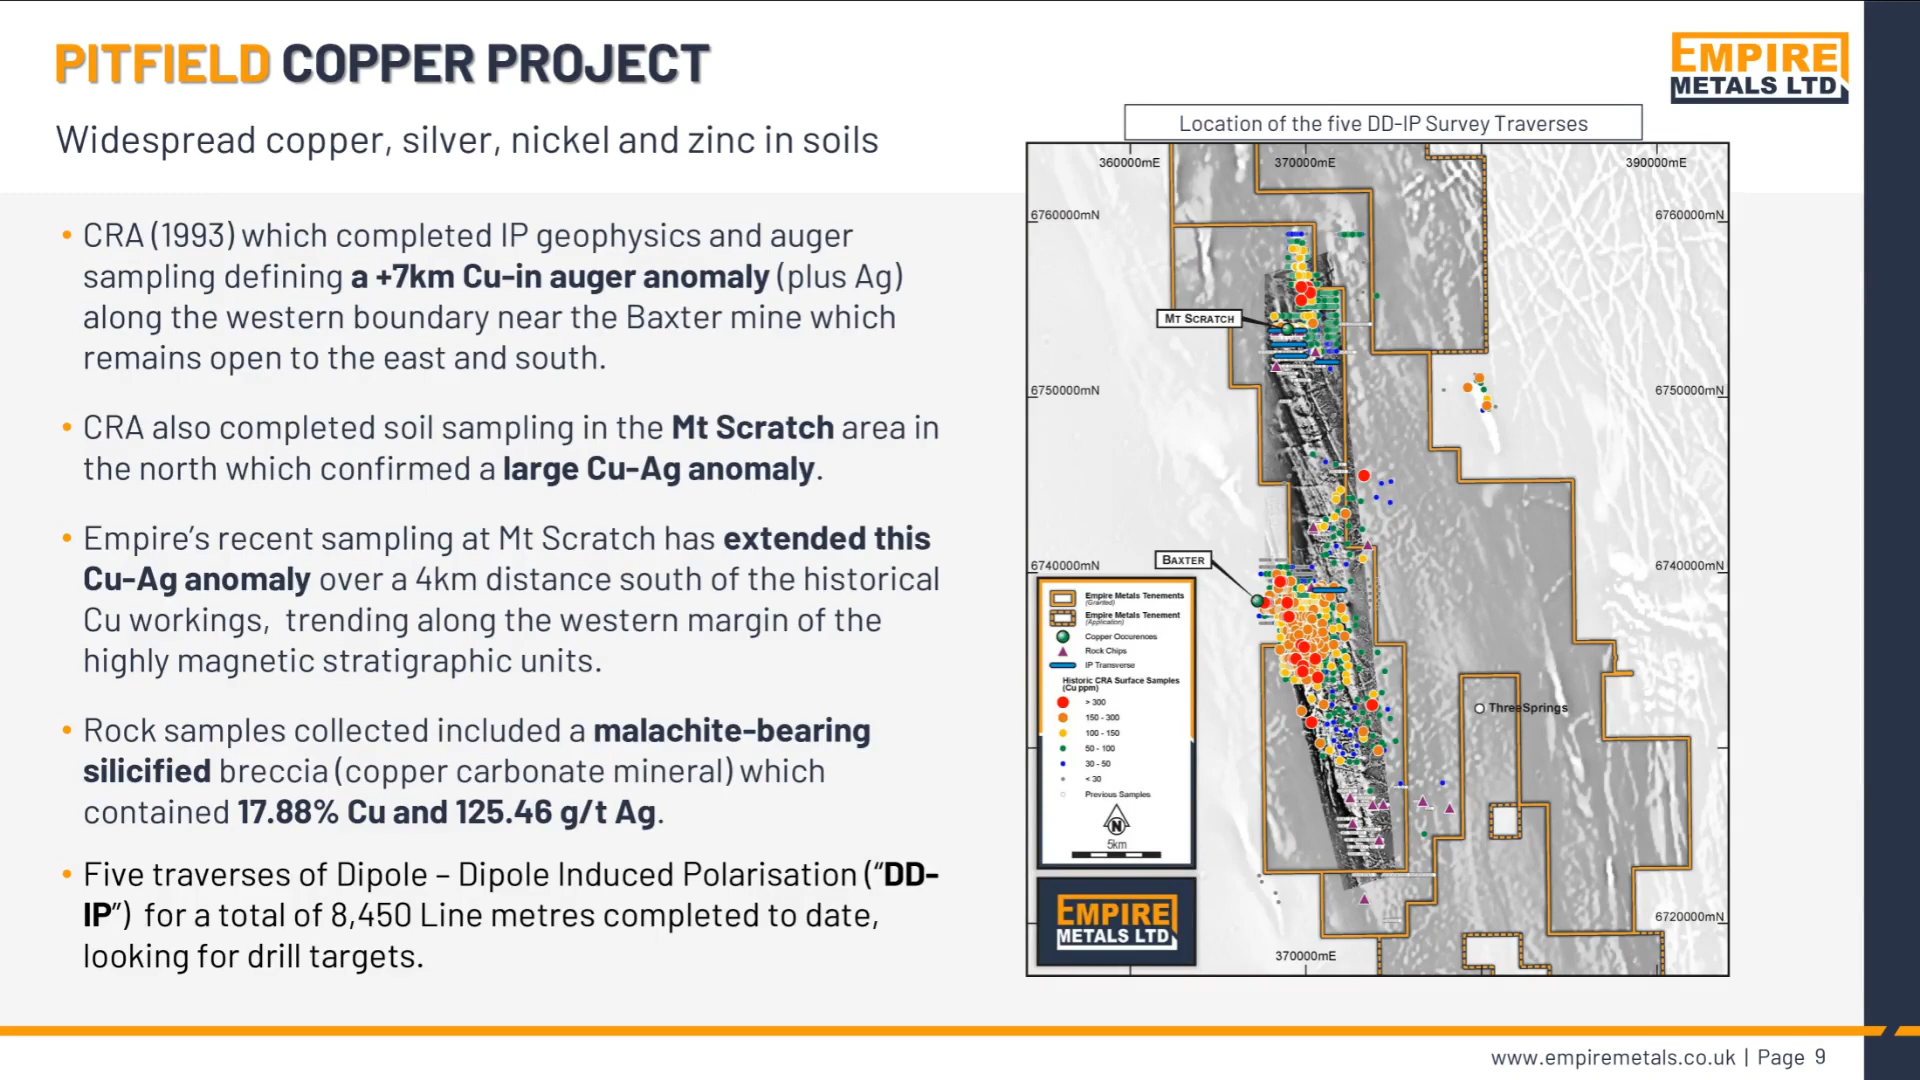 PITFIELD COPPER PROJECT
EMPIRE
METALS LTD
Widespread copper, silver, nickel and zinc in soils
• CRA (1993) which completed IP geophysics and auger
sampling defining a +7km Cu-in auger anomaly (plus Ag)
along the western boundary near the Baxter mine which
remains open to the east and south.
• CRA also completed soil sampling in the Mt Scratch area in
the north which confirmed a large Cu-Ag anomaly.
• Empire’s recent sampling at Mt Scratch has extended this
Cu-Ag anomaly over a 4km distance south of the historical
Cu workings, trending along the western margin of the
highly magnetic stratigraphic units.
• Rock samples collected included a malachite-bearing
silicified breccia (copper carbonate mineral) which
contained 17.88% Cu and 125.46 g/t Ag.
• Five traverses of Dipole – Dipole Induced Polarisation (“DD-
IP”) for a total of 8,450 Line metres completed to date,
looking for drill targets.
Location of the five DD-IP Survey Traverses
360000mE 370000mE 390000mE
6760000mN 6760000mN
MT SCRATCH
6750000mN 6750000mN
BAXTER
6740000mN 6740000mN
Empire Metals Tenements
(Granted)
Empire Metals Tenement
(Application)
Copper Occurences
Rock Chips
IP Transverse
Historic CRA Surface Samples
(Cu ppm)
> 300
150 - 300
100 - 150
50 - 100
30 - 50
< 30
Previous Samples
N
5km
ThreeSprings
6720000mN
EMPIRE
METALS LTD
370000mE
www.empiremetals.co.uk | Page 9